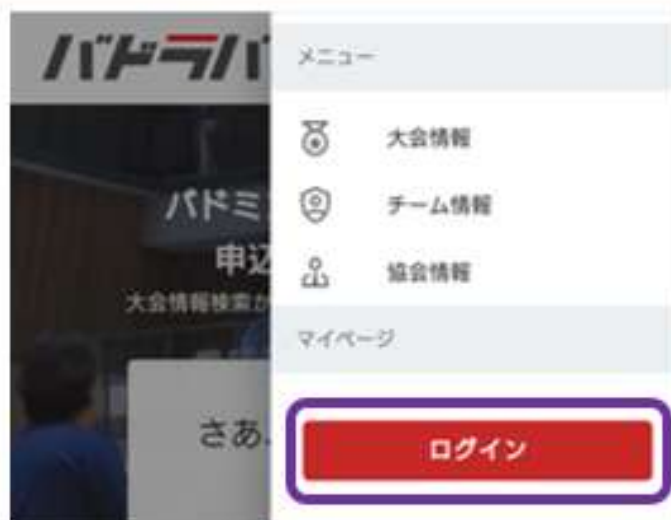 バドラバ
メニュー
大会情報
チーム情報
協会情報
マイページ
ログイン
バドミ
申込
大会情報検索か
さあ、